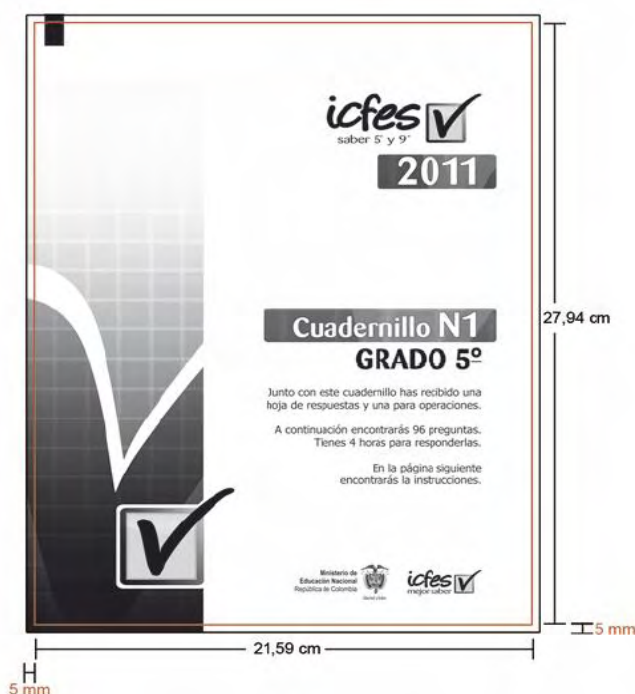 icfes
saber 5° y 9°
2011
27,94 cm
Cuadernillo N1
GRADO 5º
Junto con este cuadernillo has recibido una
hoja de respuestas y una para operaciones.
A continuación encontrarás 96 preguntas.
Tienes 4 horas para responderlas.
En la página siguiente
encontrarás la instrucciones.
Ministerio de
Educación Nacional
República de Colombia
icfes
mejor saber
5 mm
21,59 cm
5 mm